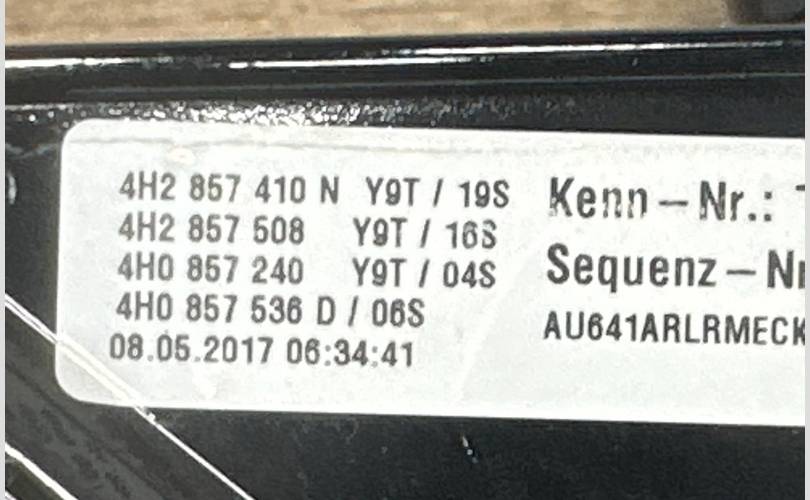 4H2 857 410 N Y9T / 19S
4H2 857 508 Y9T / 16S
4H0 857 240 Y9T / 04S
4H0 857 536 D / 06S
08.05.2017 06:34:41
Kenn-Nr.:
Sequenz-Nr
AU641ARLRMECK